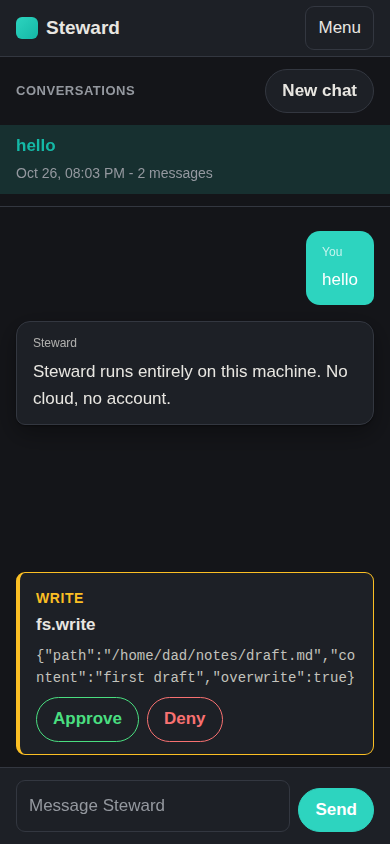 Steward
Menu
CONVERSATIONS
New chat
hello
Oct 26, 08:03 PM - 2 messages
You
hello
Steward
Steward runs entirely on this machine. No
cloud, no account.
WRITE
fs.write
{"path":"/home/dad/notes/draft.md","co
ntent":"first draft","overwrite":true}
Approve
Deny
Message Steward
Send